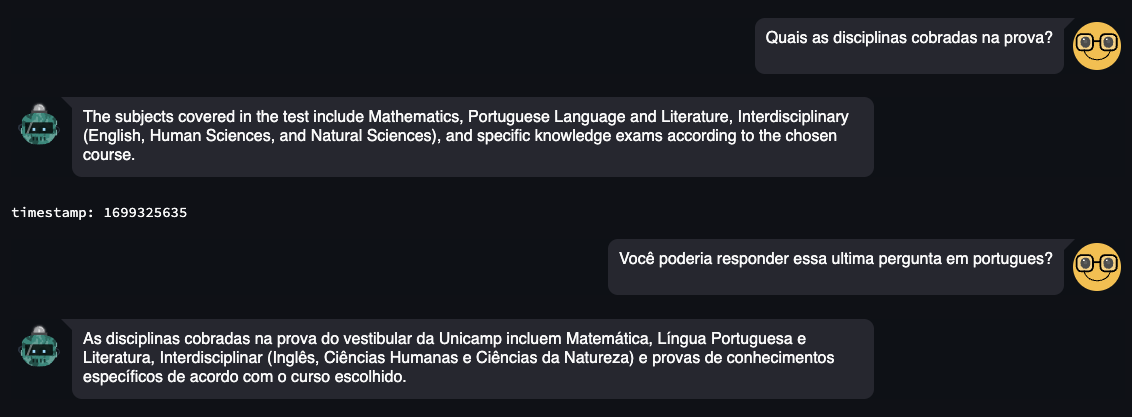 Quais as disciplinas cobradas na prova?
The subjects covered in the test include Mathematics, Portuguese Language and Literature, Interdisciplinary
(English, Human Sciences, and Natural Sciences), and specific knowledge exams according to the chosen
course.
timestamp: 1699325635
Você poderia responder essa ultima pergunta em portugues?
As disciplinas cobradas na prova do vestibular da Unicamp incluem Matemática, Língua Portuguesa e
Literatura, Interdisciplinar (Inglês, Ciências Humanas e Ciências da Natureza) e provas de conhecimentos
específicos de acordo com o curso escolhido.